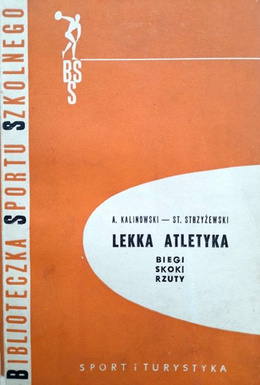 BIBLIOTECZKA SPORTU SZKOLNEGO
BSS
A. KALINOWSKI — ST. STRZYŻEWSKI
LEKKA ATLETYKA
BIEGI
SKOKI
RZUTY
SPORT I TURYSTYKA